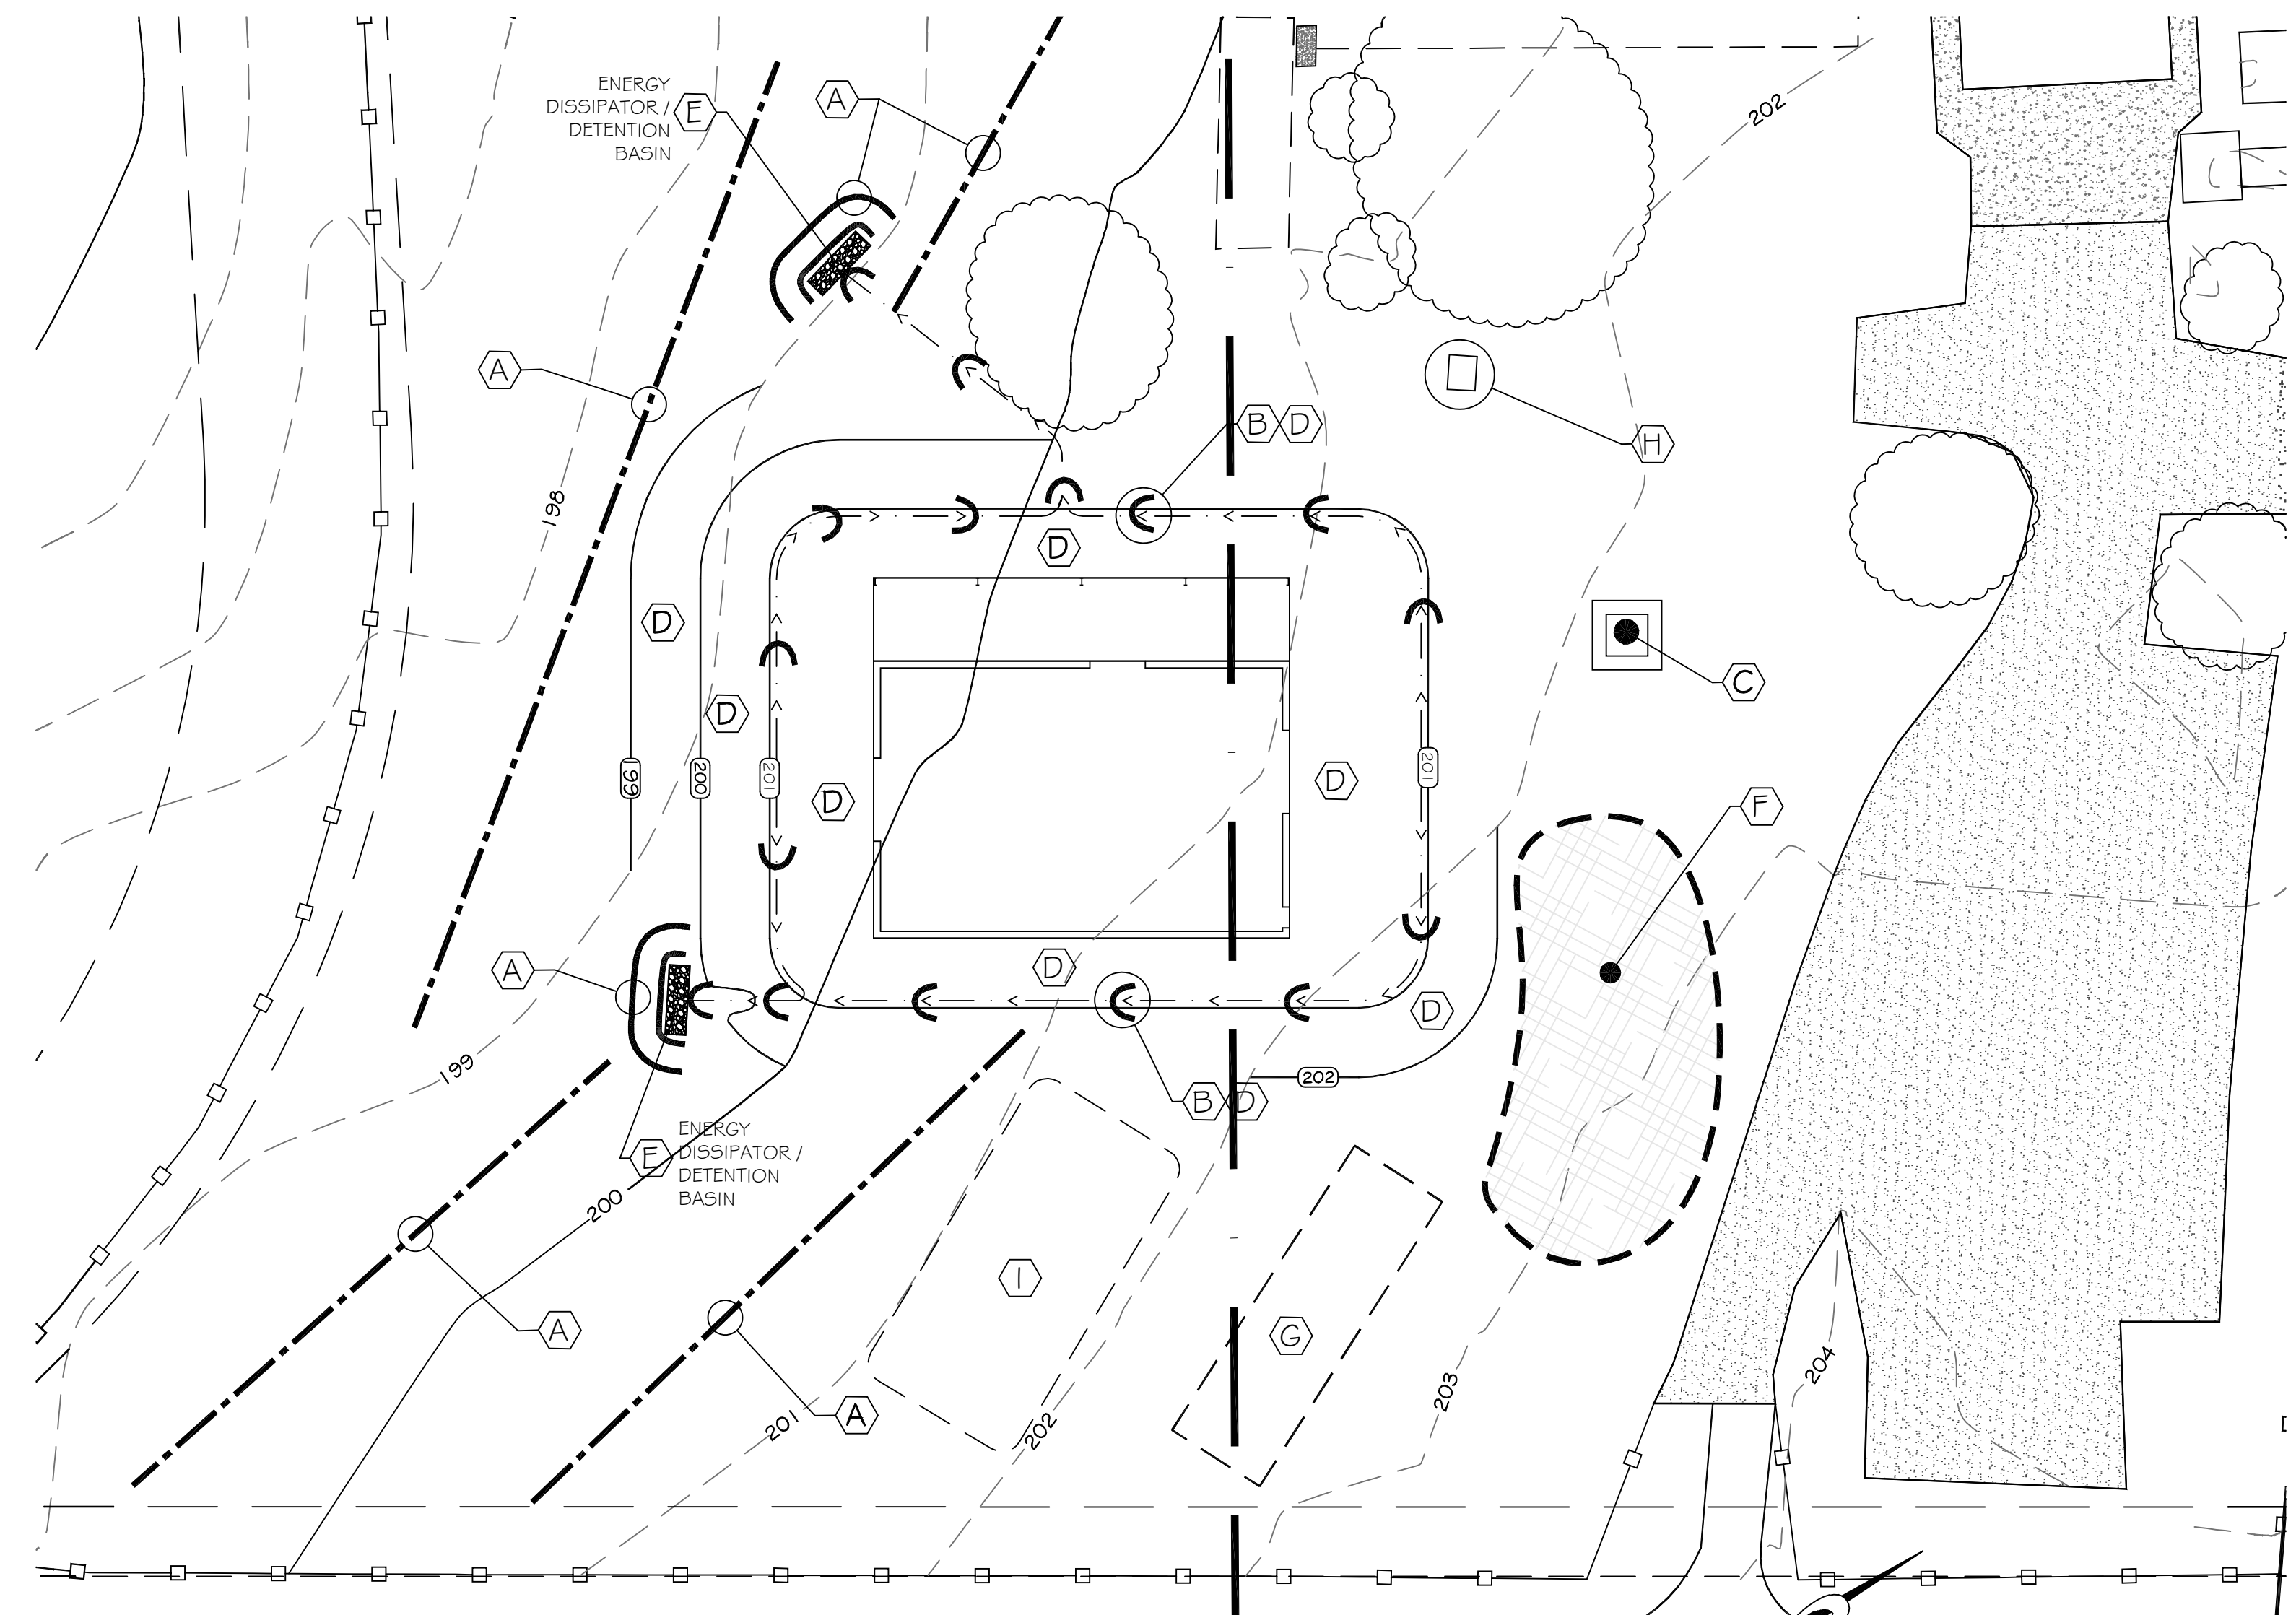 ENERGY
DISSIPATOR /
DETENTION
BASIN
E
A
202
A
B D
H
198
D
D
C
D
199
200
201
D
201
D
F
A
D
D
199
B D
202
E
ENERGY
DISSIPATOR /
DETENTION
BASIN
200
I
A
G
A
201
202
203
204